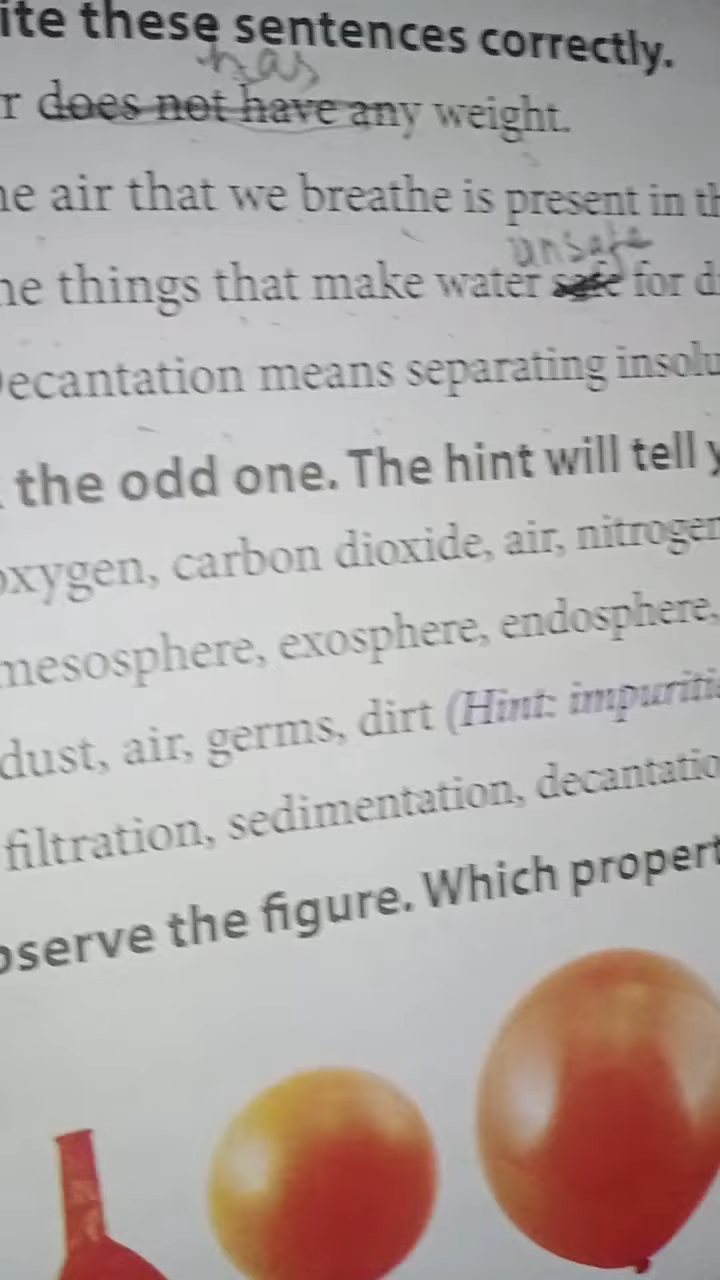 ite these sentences correctly.
has
r does not have any weight.
he air that we breathe is present in th
unsafe
he things that make water safe for d
ecantation means separating insolu
the odd one. The hint will tell y
oxygen, carbon dioxide, air, nitrogen
mesosphere, exosphere, endosphere,
dust, air, germs, dirt (Hint: impuritie
filtration, sedimentation, decantatio
bserve the figure. Which propert